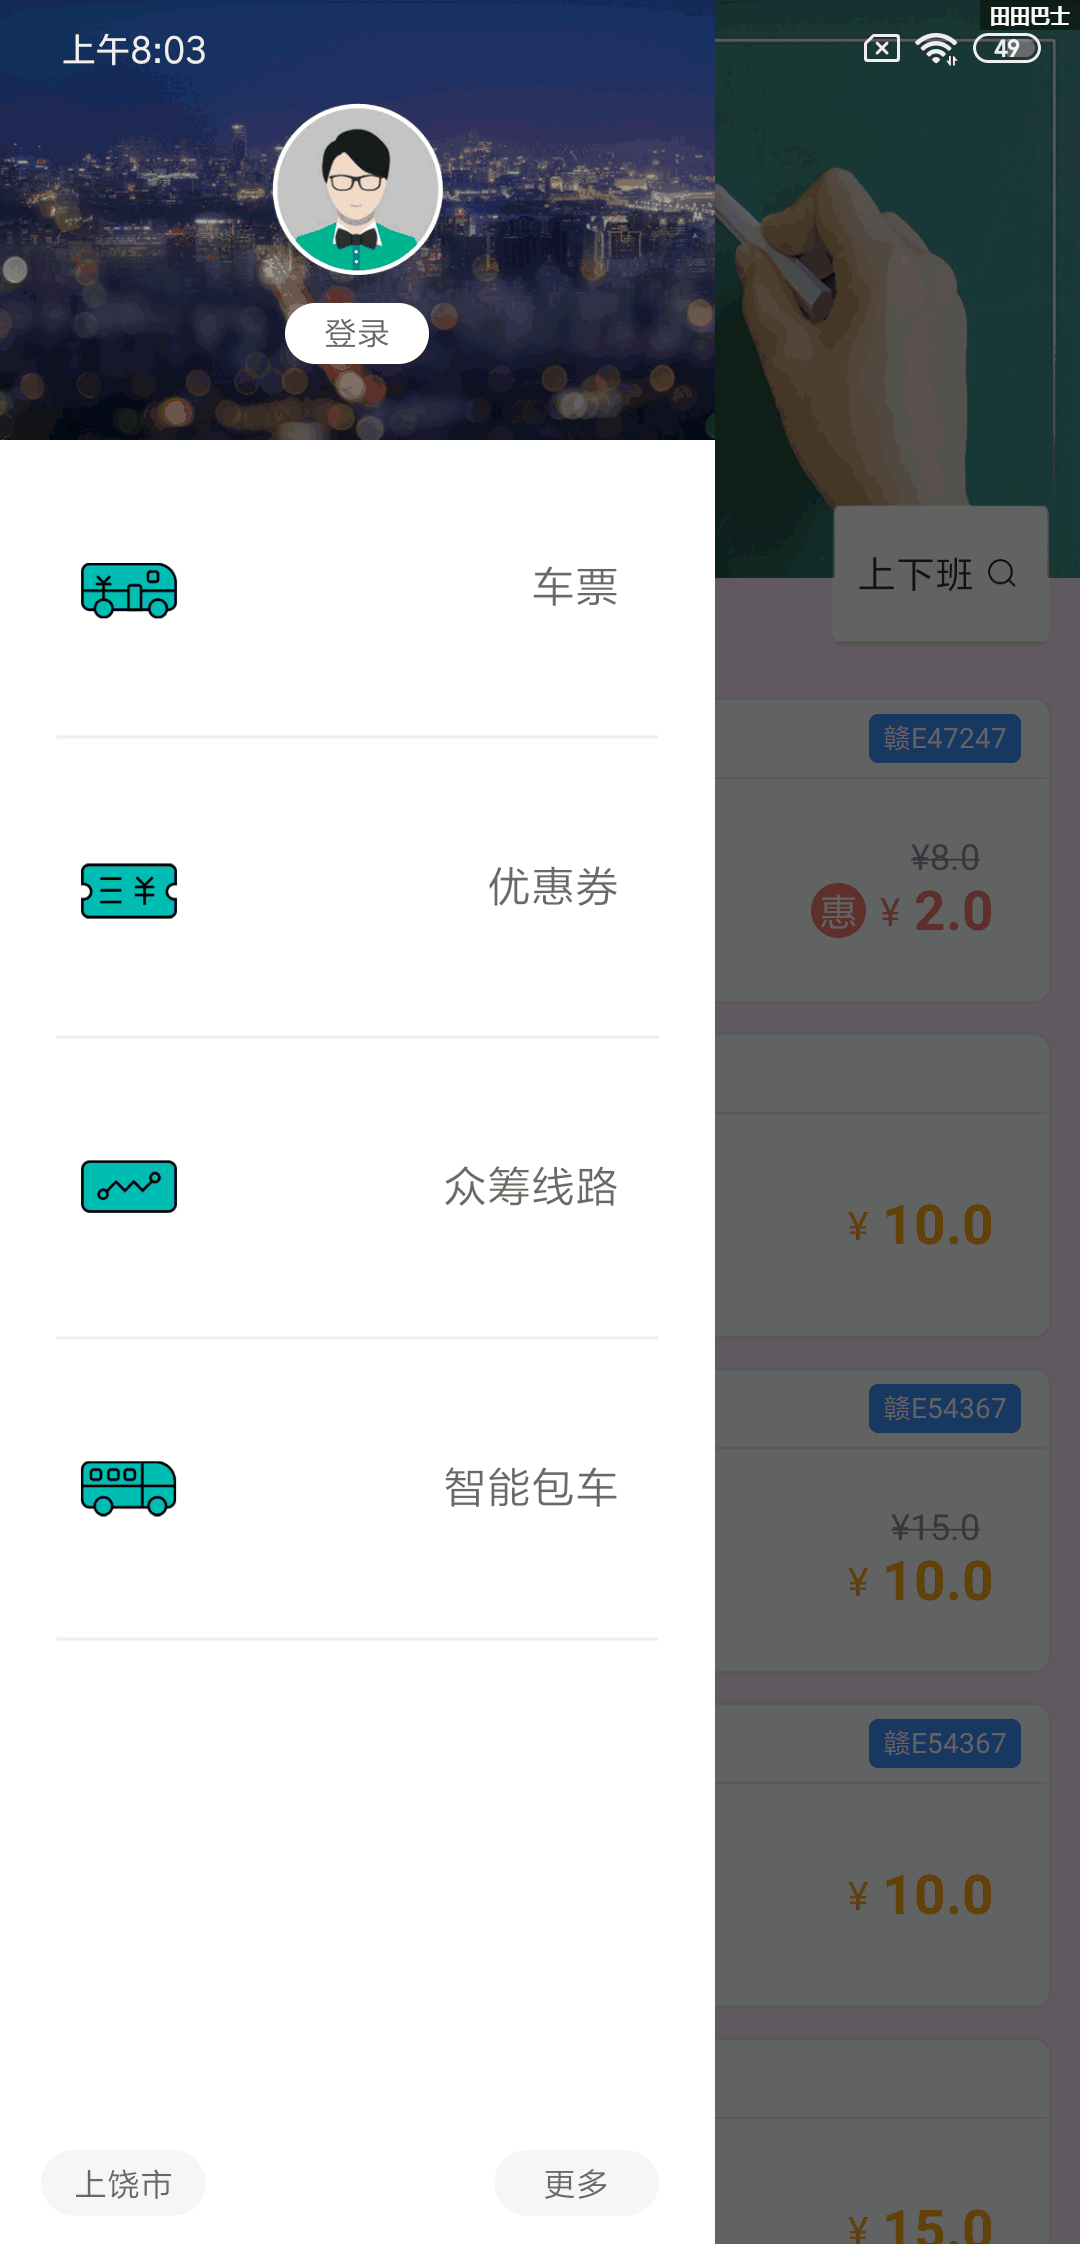 田田巴士
上午8:03
49
登录
上下班
车票
赣E47247
¥8.0
优惠券
惠 ¥ 2.0
众筹线路
¥ 10.0
赣E54367
智能包车
¥15.0
¥ 10.0
赣E54367
¥ 10.0
上饶市
更多
¥ 15.0